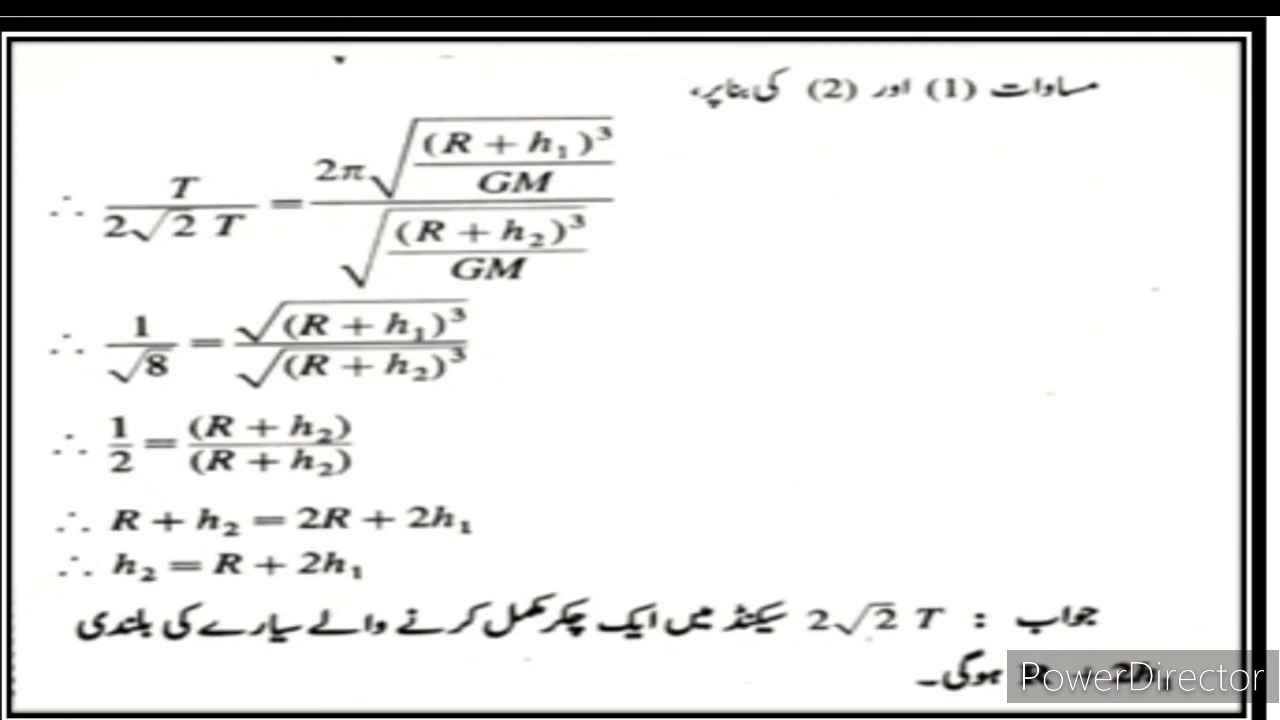 مساوات (1) اور (2) کی بنا پر،
∴ T / 2√2 T = 2π√((R + h₁)³ / GM) / √((R + h₂)³ / GM)
∴ 1 / √8 = √(R + h₁)³ / √(R + h₂)³
∴ 1/2 = (R + h₂) / (R + h₂)
∴ R + h₂ = 2R + 2h₁
∴ h₂ = R + 2h₁
جواب : 2√2 T سیکنڈ میں ایک چکر مکمل کرنے والے سیارے کی بلندی
ہوگی۔
PowerDirector